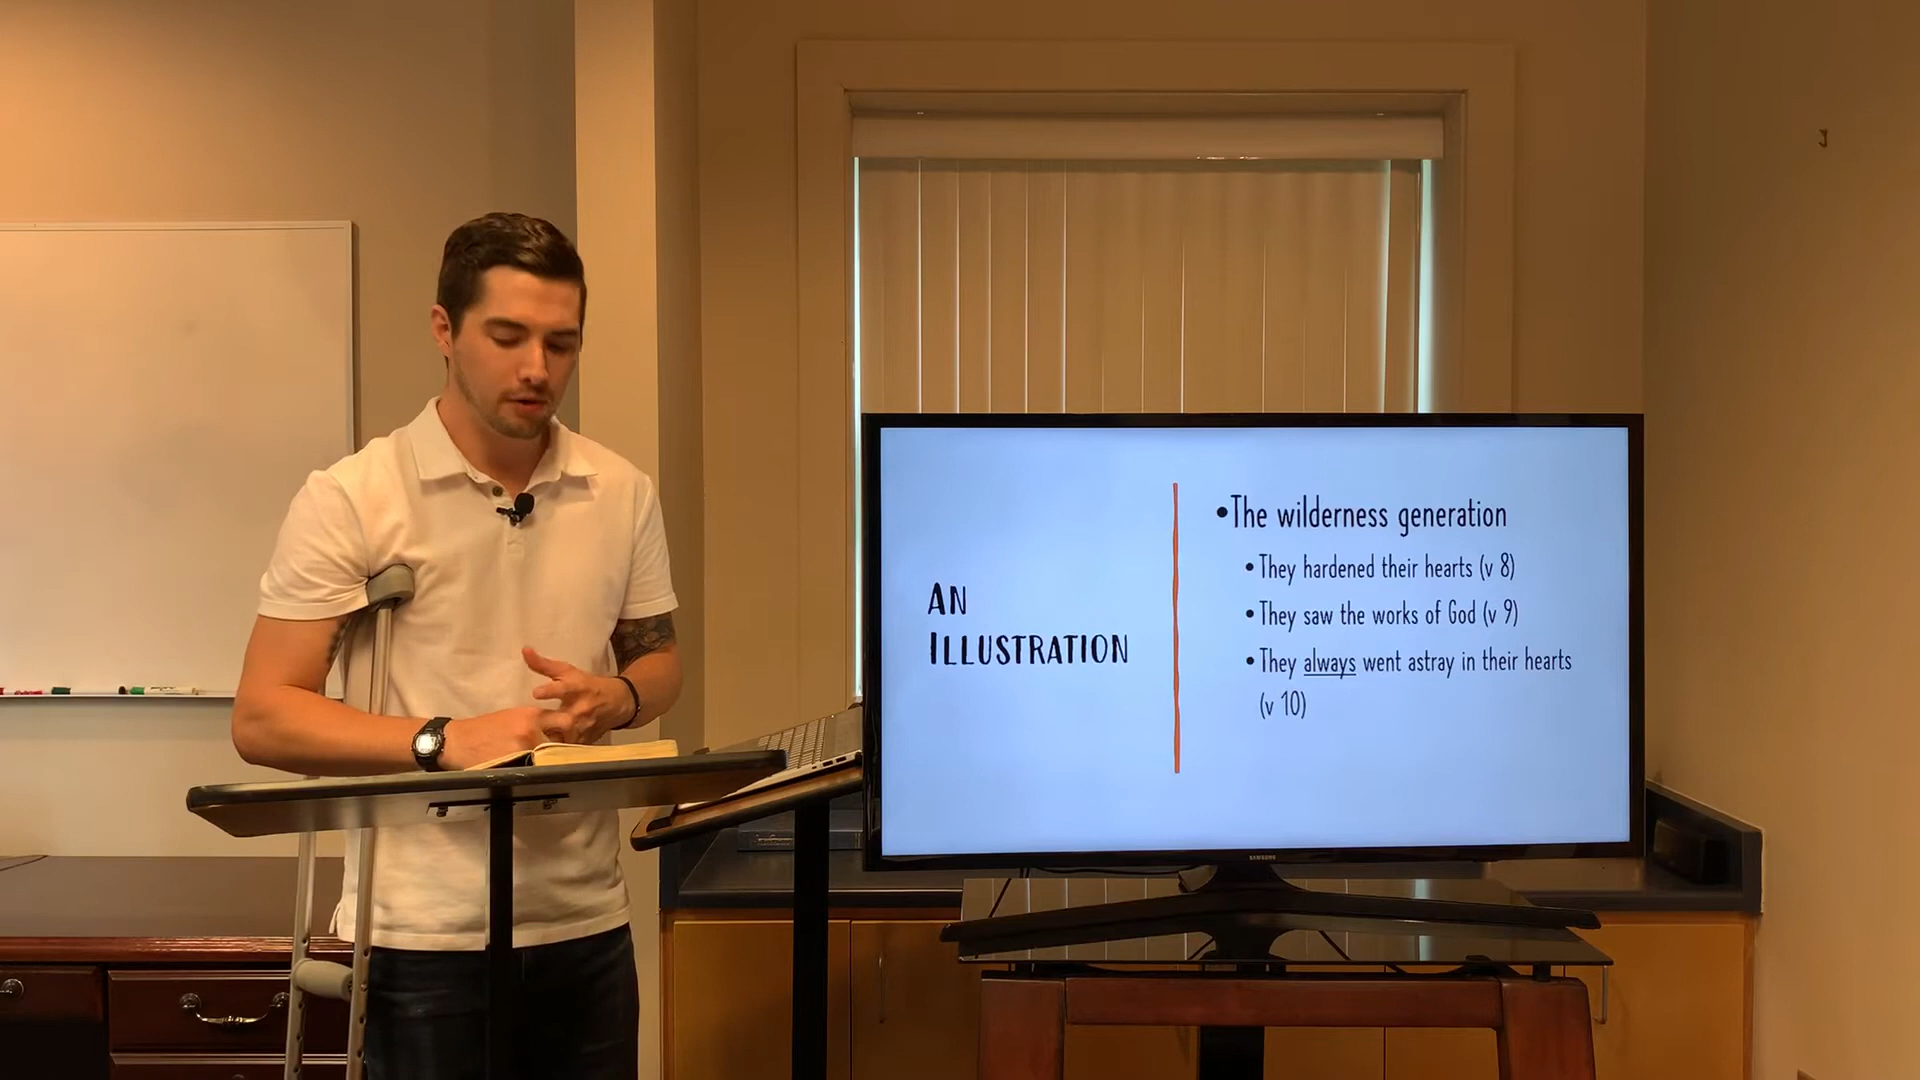 An
Illustration
•The wilderness generation
•They hardened their hearts (v 8)
•They saw the works of God (v 9)
•They always went astray in their hearts
(v 10)
SAMSUNG